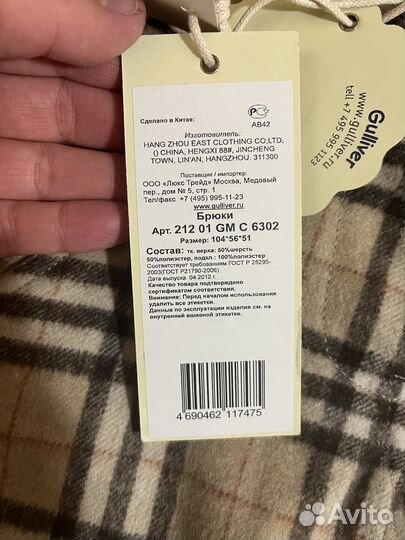 Сделано в Китае:
АВ42
Изготовитель:
HANG ZHOU EAST CLOTHING CO;LTD,
() CHINA, HENGXI 88#, JINCHENG
TOWN, LIN'AN, HANGZHOU. 311300
Поставщик / импортер:
ООО «Люкс Трейд» Москва, Медовый
пер., дом № 5, стр. 1
Тел/факс +7 (495) 995-11-23
www.gulliver.ru
Брюки
Арт. 212 01 GM C 6302
Размер: 104*56*51
Состав: тк. верха: 50%шерсть
50%полиэстер, подкл.: 100%полиэстер
Соответствует требованиям ГОСТ Р 25295-
2003(ГОСТ Р21790-2006)
Дата выпуска 04.2012 г.
Качество товара подтверждено
сертификатом соответствия.
Внимание: Перед началом использования
удалить все этикетки.
Данные по эксплуатации изделия см. на
внутренней вшивной этикетке.
4 690462 117475
Gulliver
www.gulliver.ru
tell +7 495 995 1123
Avito